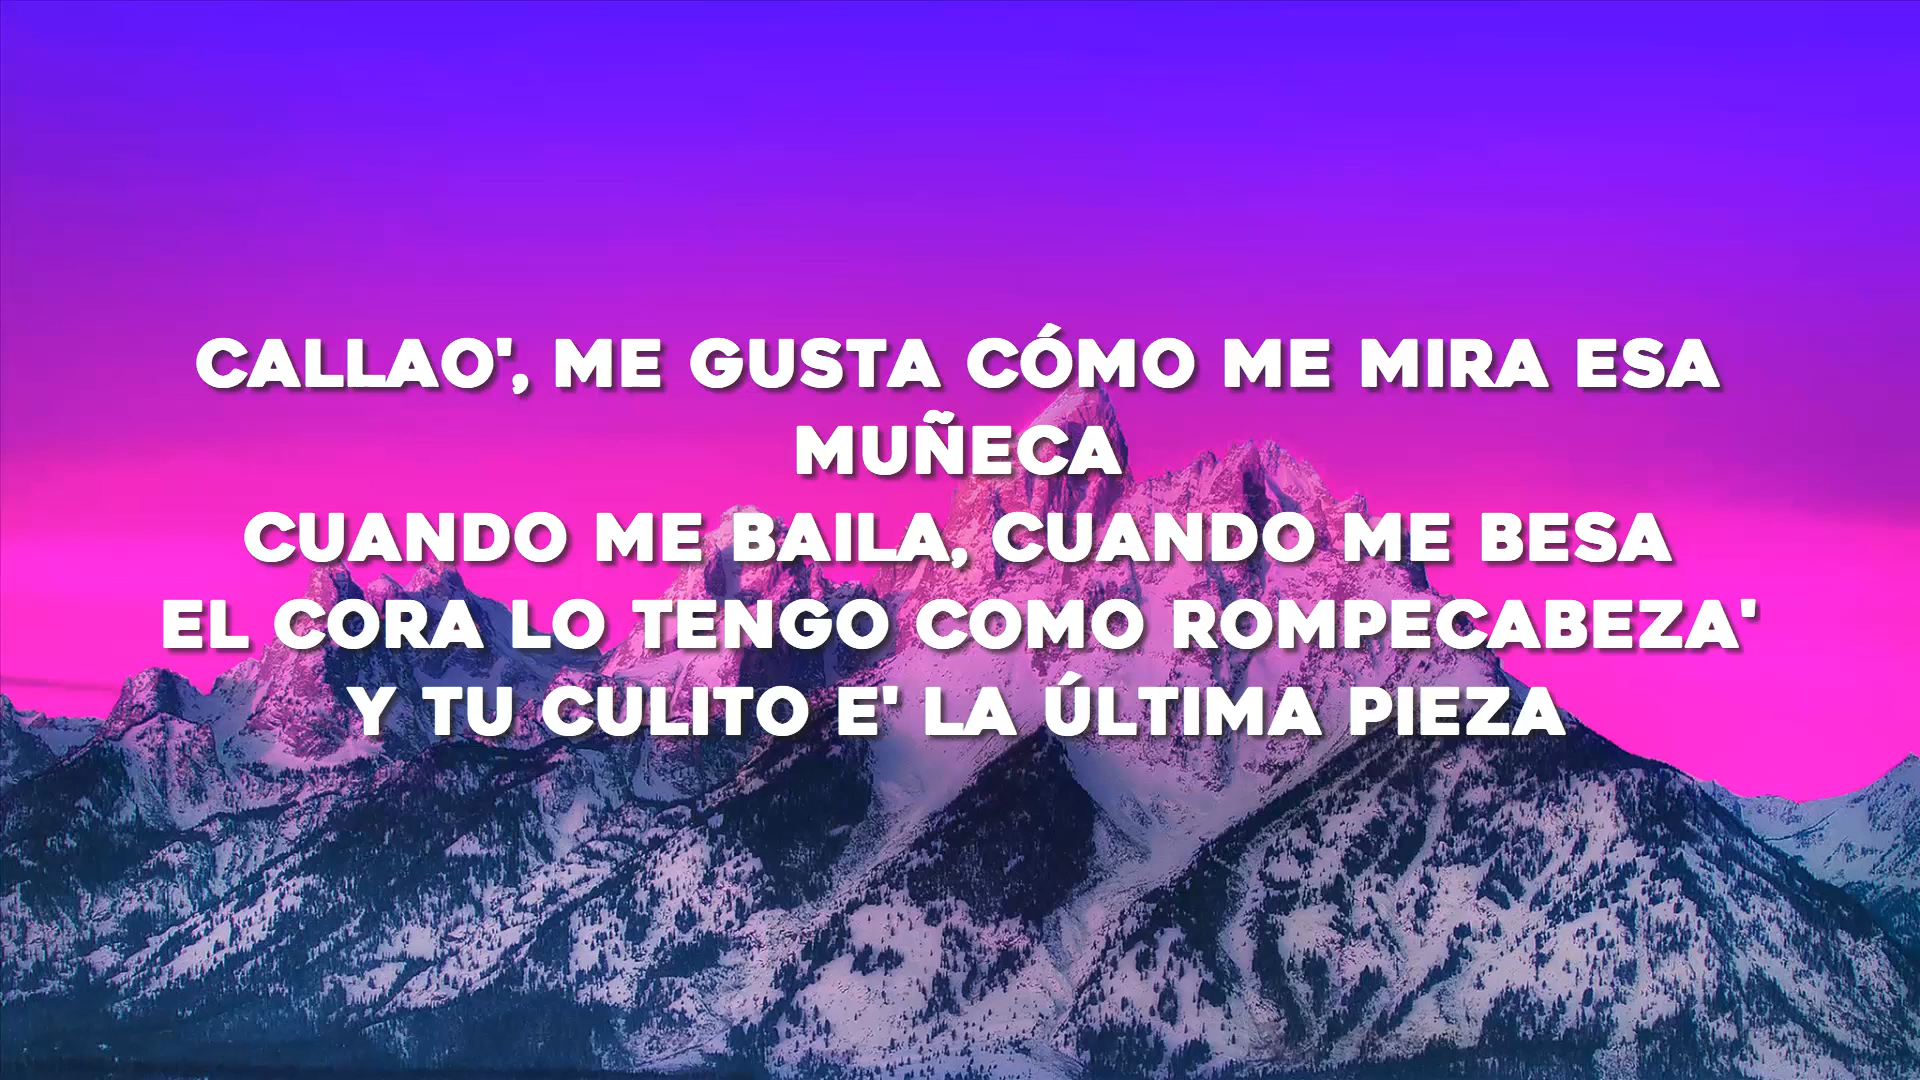 CALLAO', ME GUSTA CÓMO ME MIRA ESA
MUÑECA
CUANDO ME BAILA, CUANDO ME BESA
EL CORA LO TENGO COMO ROMPECABEZA'
Y TU CULITO E' LA ÚLTIMA PIEZA